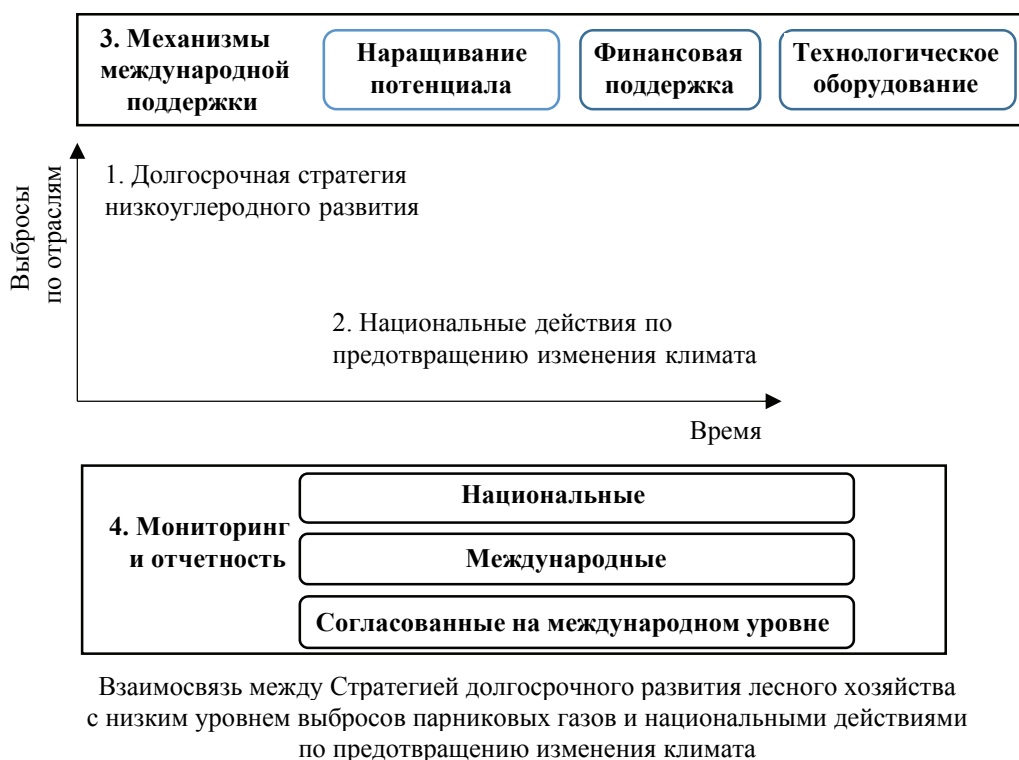 3. Механизмы
международной
поддержки
Наращивание
потенциала
Финансовая
поддержка
Технологическое
оборудование
Выбросы
по отраслям
1. Долгосрочная стратегия
низкоуглеродного развития
2. Национальные действия по
предотвращению изменения климата
Время
4. Мониторинг
и отчетность
Национальные
Международные
Согласованные на международном уровне
Взаимосвязь между Стратегией долгосрочного развития лесного хозяйства
с низким уровнем выбросов парниковых газов и национальными действиями
по предотвращению изменения климата